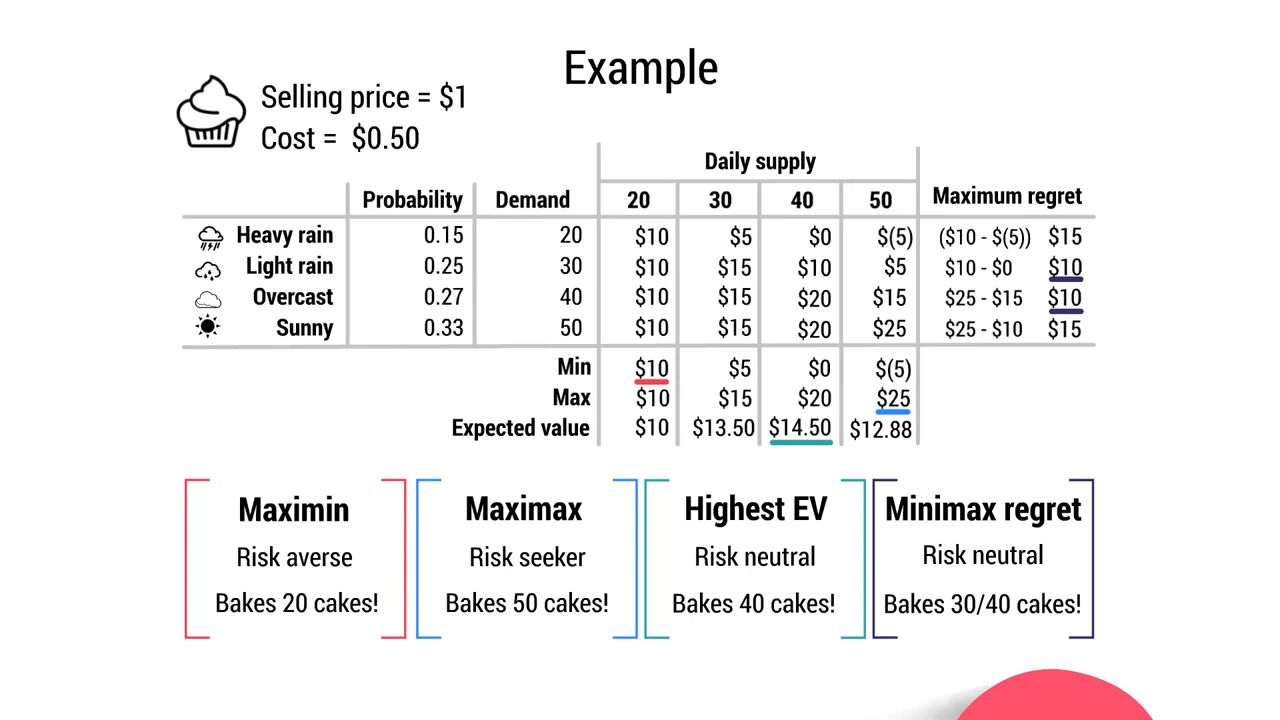 Example
Selling price = $1
Cost = $0.50
Daily supply
Probability Demand 20 30 40 50 Maximum regret
Heavy rain 0.15 20 $10 $5 $0 $(5) ($10 - $(5)) $15
Light rain 0.25 30 $10 $15 $10 $5 $10 - $0 $10
Overcast 0.27 40 $10 $15 $20 $15 $25 - $15 $10
Sunny 0.33 50 $10 $15 $20 $25 $25 - $10 $15
Min $10 $5 $0 $(5)
Max $10 $15 $20 $25
Expected value $10 $13.50 $14.50 $12.88
Maximin
Risk averse
Bakes 20 cakes!
Maximax
Risk seeker
Bakes 50 cakes!
Highest EV
Risk neutral
Bakes 40 cakes!
Minimax regret
Risk neutral
Bakes 30/40 cakes!